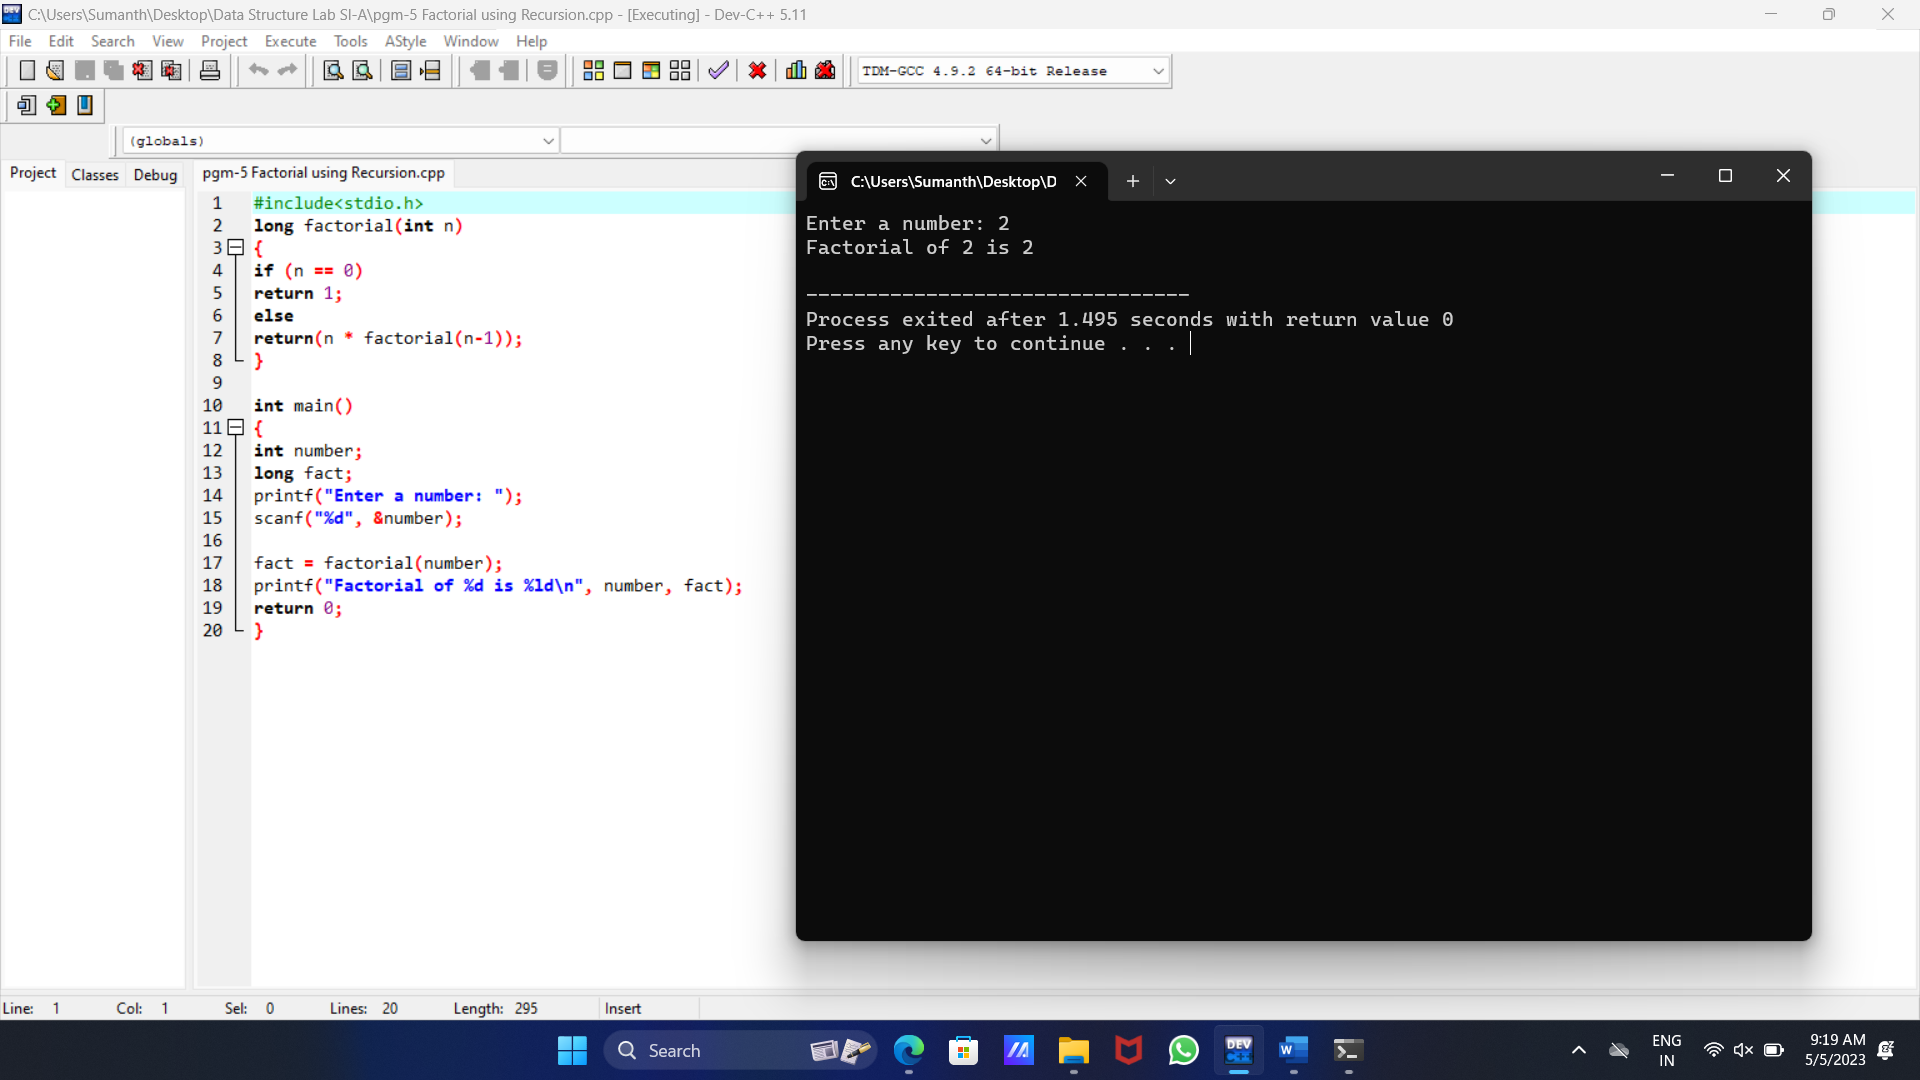 C:\Users\Sumanth\Desktop\Data Structure Lab SI-A\pgm-5 Factorial using Recursion.cpp - [Executing] - Dev-C++ 5.11
File Edit Search View Project Execute Tools AStyle Window Help
TDM-GCC 4.9.2 64-bit Release
(globals)
Project Classes Debug
pgm-5 Factorial using Recursion.cpp
1 #include<stdio.h>
2 long factorial(int n)
3 {
4 if (n == 0)
5 return 1;
6 else
7 return(n * factorial(n-1));
8 }
9
10 int main()
11 {
12 int number;
13 long fact;
14 printf("Enter a number: ");
15 scanf("%d", &number);
16
17 fact = factorial(number);
18 printf("Factorial of %d is %ld\n", number, fact);
19 return 0;
20 }
C:\Users\Sumanth\Desktop\D
Enter a number: 2
Factorial of 2 is 2
--------------------------------
Process exited after 1.495 seconds with return value 0
Press any key to continue . . .
Line: 1 Col: 1 Sel: 0 Lines: 20 Length: 295 Insert
Search
DEV C++
W
ENG
IN
9:19 AM
5/5/2023